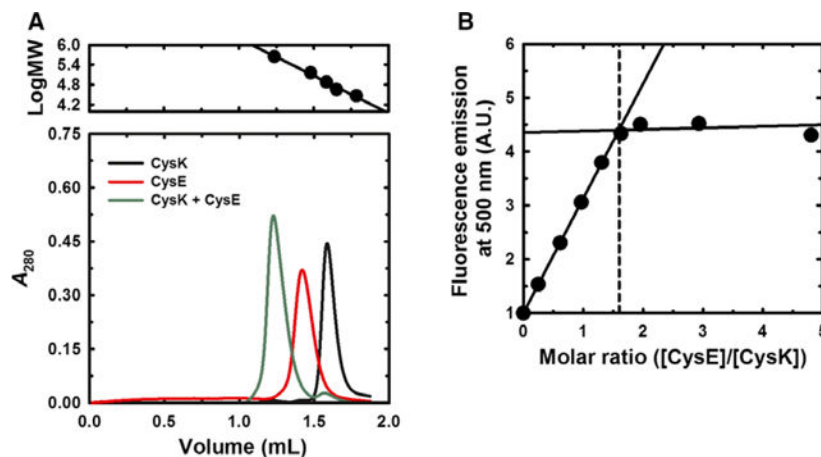 A
LogMW
6.0
5.4
4.8
4.2
A280
0.75
0.60
0.45
0.30
0.15
0.00
CysK
CysE
CysK + CysE
0.0 0.5 1.0 1.5 2.0
Volume (mL)
B
Fluorescence emission
at 500 nm (A.U.)
6
5
4
3
2
1
0 1 2 3 4 5
Molar ratio ([CysE]/[CysK])